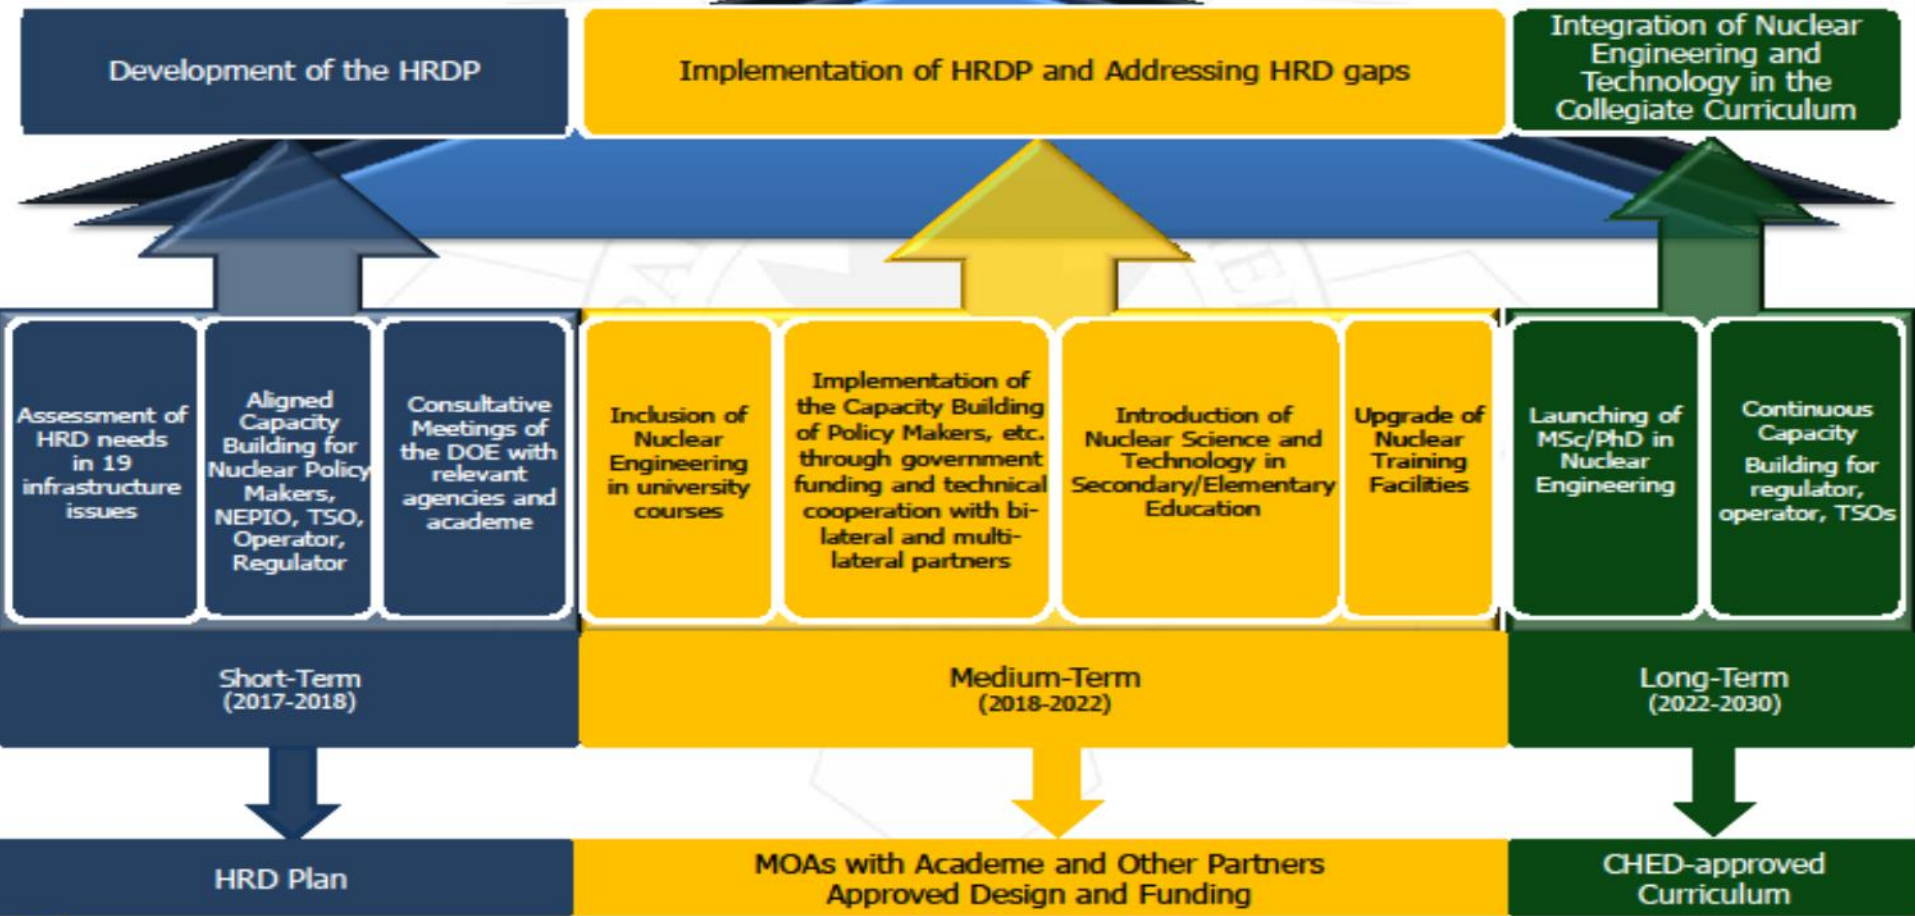 Development of the HRDP
Implementation of HRDP and Addressing HRD gaps
Integration of Nuclear
Engineering and
Technology in the
Collegiate Curriculum
Assessment of
HRD needs
in 19
infrastructure
issues
Aligned
Capacity
Building for
Nuclear Policy
Makers,
NEPIO, TSO,
Operator,
Regulator
Consultative
Meetings of
the DOE with
relevant
agencies and
academe
Inclusion of
Nuclear
Engineering
in university
courses
Implementation of
the Capacity Building
of Policy Makers, etc.
through government
funding and technical
cooperation with bi-
lateral and multi-
lateral partners
Introduction of
Nuclear Science and
Technology in
Secondary/Elementary
Education
Upgrade of
Nuclear
Training
Facilities
Launching of
MSc/PhD in
Nuclear
Engineering
Continuous
Capacity
Building for
regulator,
operator, TSOs
Short-Term
(2017-2018)
Medium-Term
(2018-2022)
Long-Term
(2022-2030)
HRD Plan
MOAs with Academe and Other Partners
Approved Design and Funding
CHED-approved
Curriculum